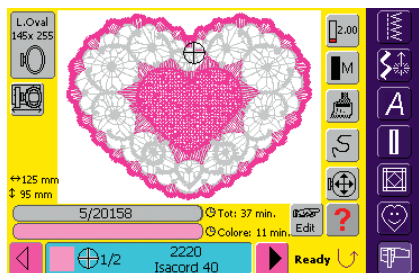 L.Oval
145x 255
2.00
M
A
S
↔125 mm
↕ 95 mm
5/20158
Tot: 37 min.
Colore: 11 min.
Edit
?
1/2
2220
Isacord 40
Ready